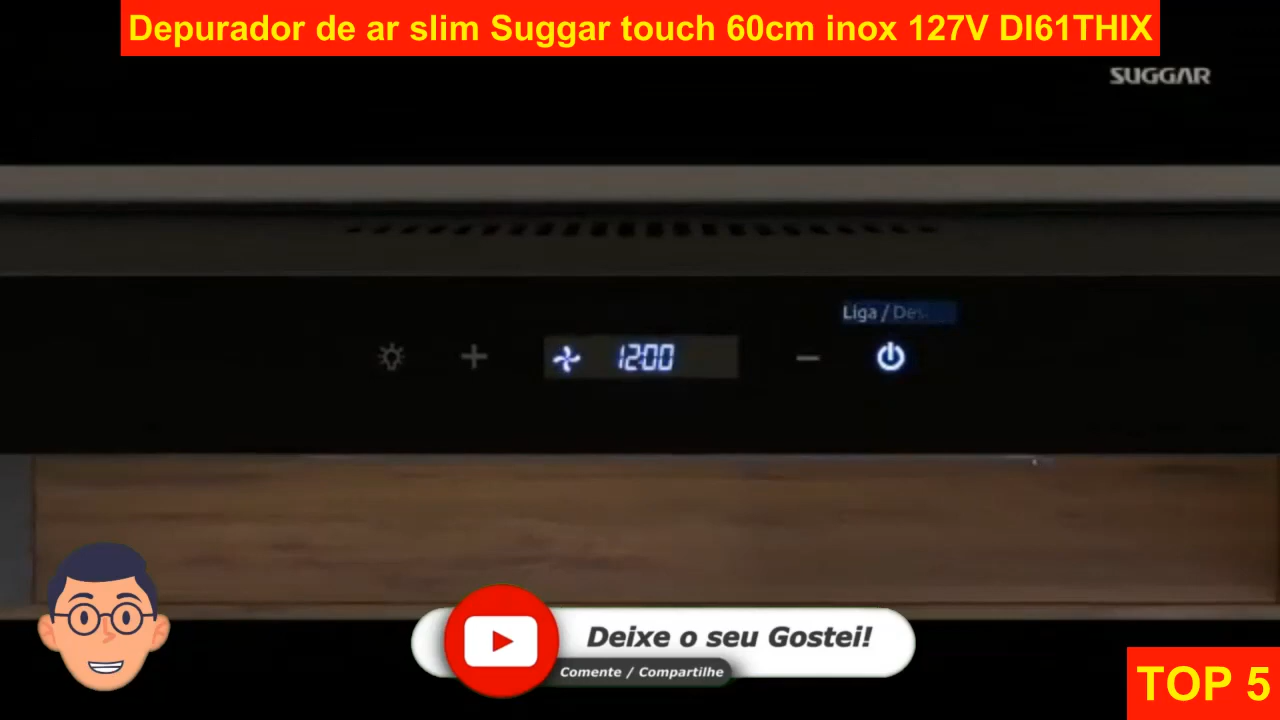 Depurador de ar slim Suggar touch 60cm inox 127V DI61THIX
SUGGAR
Liga / Des
12:00
Deixe o seu Gostei!
Comente / Compartilhe
TOP 5